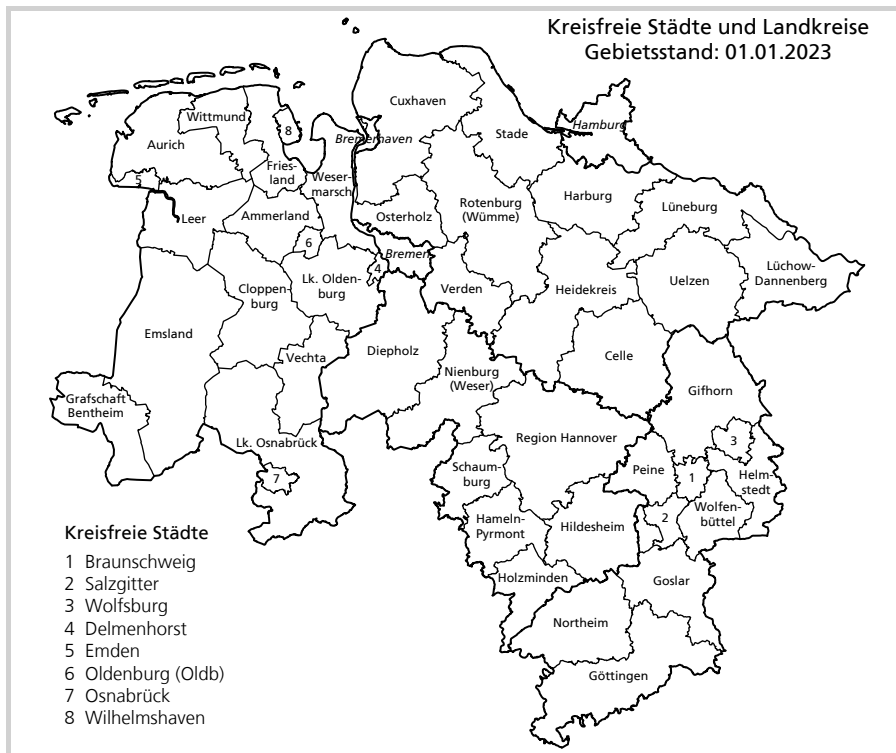 Kreisfreie Städte und Landkreise
Gebietsstand: 01.01.2023
Cuxhaven
Wittmund
8
Stade
Hamburg
Bremerhaven
Aurich
Fries-
land
Weser-
marsch
5
Harburg
Rotenburg
(Wümme)
Lüneburg
Leer
Ammerland
Osterholz
6
Bremen
4
Lüchow-
Dannenberg
Lk. Olden-
burg
Cloppen-
burg
Verden
Heidekreis
Uelzen
Emsland
Vechta
Diepholz
Celle
Nienburg
(Weser)
Gifhorn
Grafschaft
Bentheim
Lk. Osnabrück
Region Hannover
3
7
Schaum-
burg
Peine
1
Helm-
stedt
Wolfen-
büttel
2
Hameln-
Pyrmont
Hildesheim
Holzminden
Goslar
Northeim
Göttingen
Kreisfreie Städte
1 Braunschweig
2 Salzgitter
3 Wolfsburg
4 Delmenhorst
5 Emden
6 Oldenburg (Oldb)
7 Osnabrück
8 Wilhelmshaven